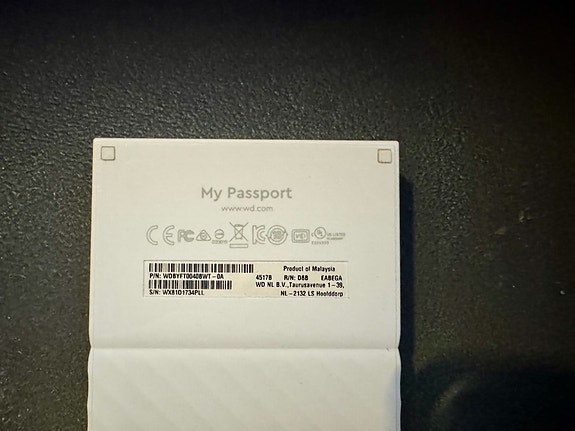 My Passport
www.wd.com
P/N: WDBYFT0040BWT-0A
S/N: WX81D1734PLL
4517B
Product of Malaysia
R/N: D8B EABEGA
WD NL B.V.,Taurusavenue 1-39,
NL-2132 LS Hoofddorp